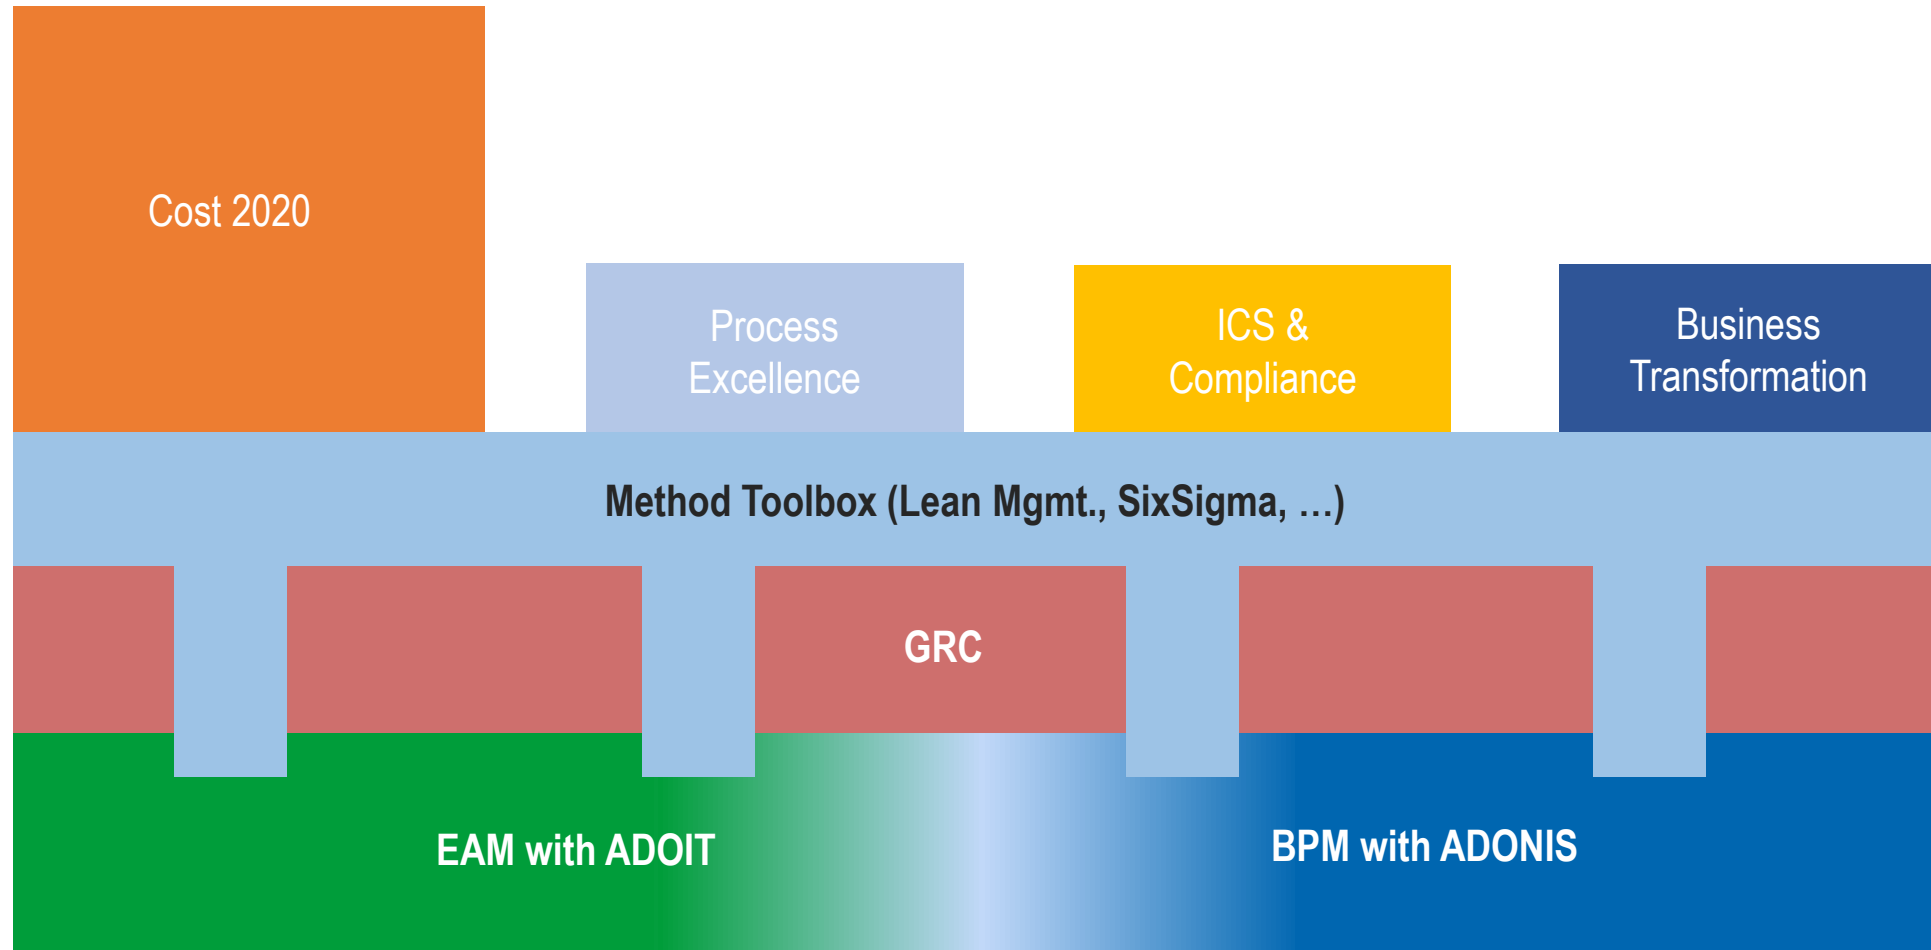 Cost 2020
Process
Excellence
ICS &
Compliance
Business
Transformation
Method Toolbox (Lean Mgmt., SixSigma, …)
GRC
EAM with ADOIT
BPM with ADONIS